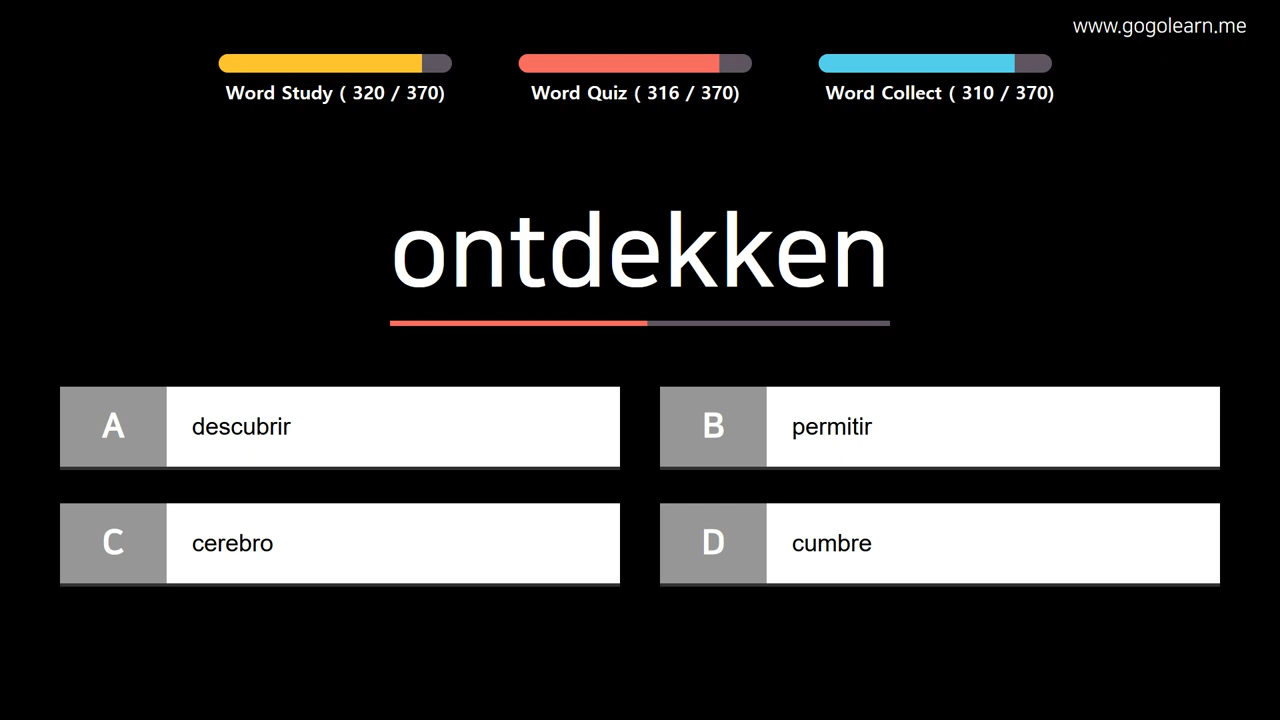 www.gogolearn.me
Word Study ( 320 / 370)
Word Quiz ( 316 / 370)
Word Collect ( 310 / 370)
ontdekken
A descubrir
B permitir
C cerebro
D cumbre